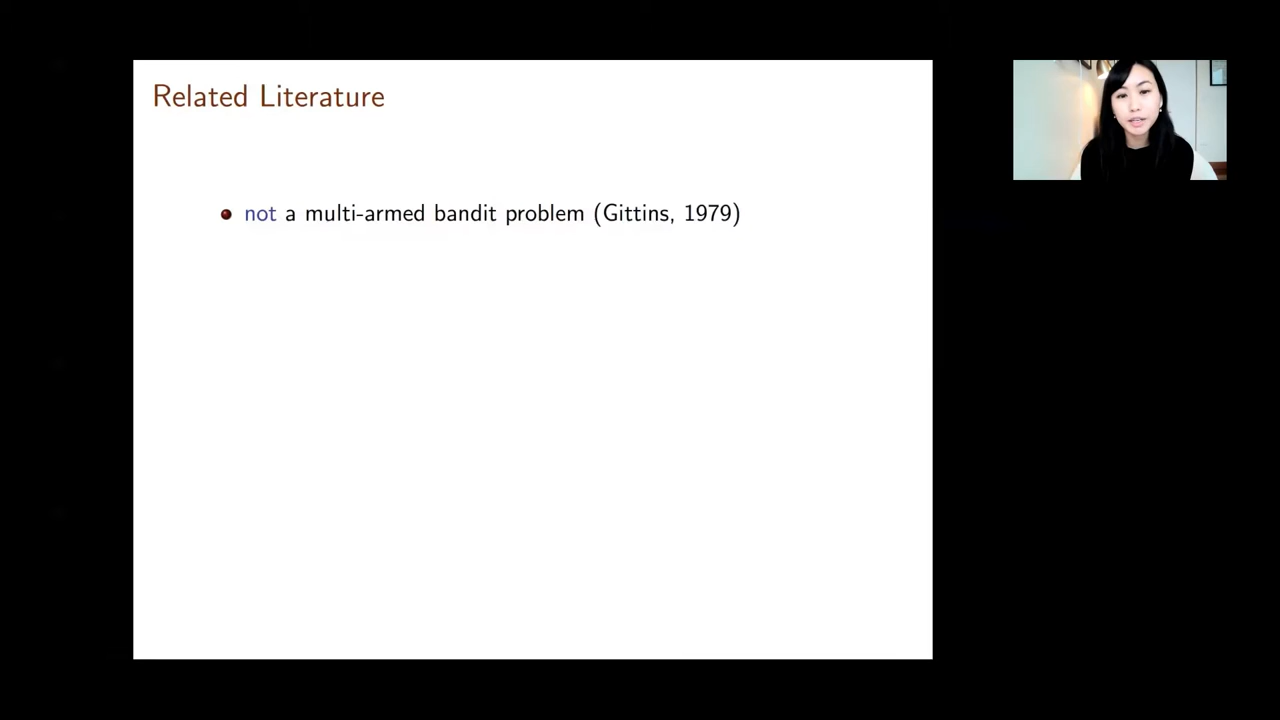 Related Literature
not a multi-armed bandit problem (Gittins, 1979)